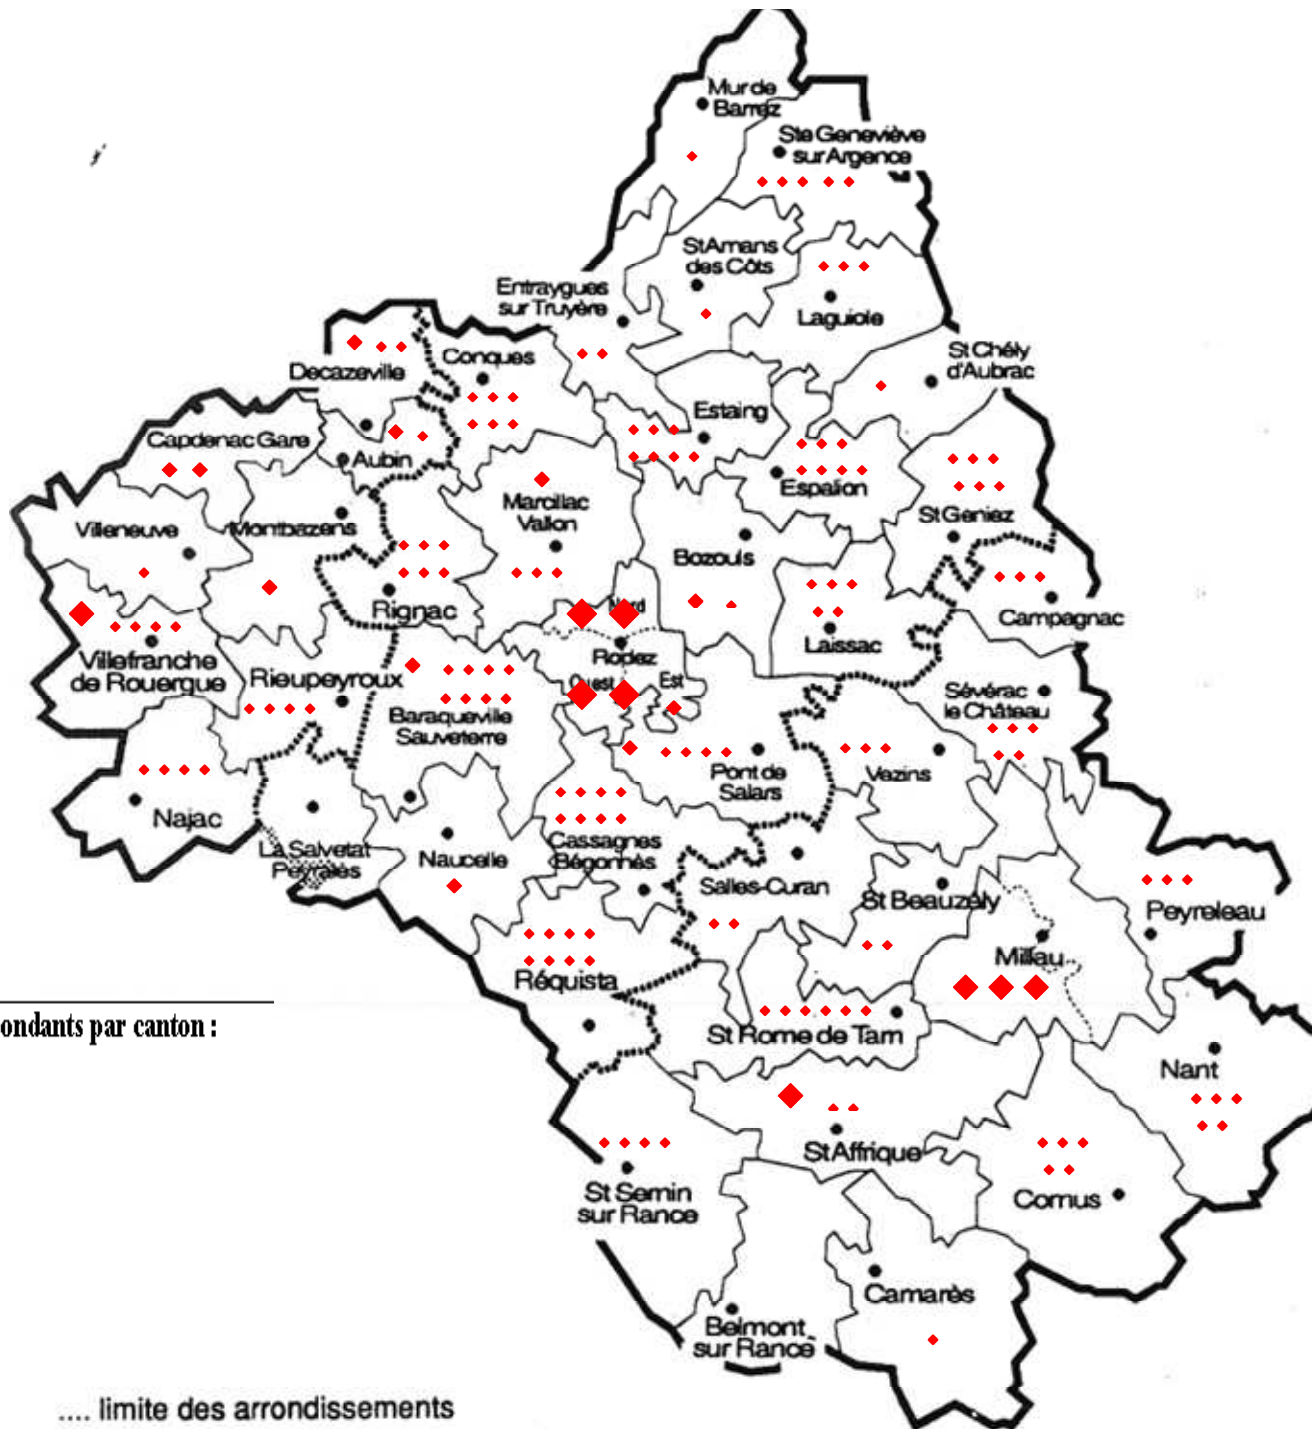 Mur de
Barrez
Ste Geneviève
sur Argence
St Amans
des Côts
Entraygues
sur Truyère
Laguiole
St Chély
d'Aubrac
Conques
Decazeville
Estaing
Capdenac Gare
Aubin
Espalion
Marcillac
Vallon
St Geniez
Villeneuve
Montbazens
Bozouls
Rignac
Nord
Campagnac
Laissac
Rodez
Villefranche
de Rouergue
Rieupeyroux
Ouest
Est
Sévérac
le Château
Baraqueville
Sauveterre
Pont de
Salars
Vezins
Najac
La Salvetat
Peyralès
Naucelle
Cassagnes
Bégonhès
Salles-Curan
St Beauzély
Peyreleau
Millau
Réquista
ondants par canton :
St Rome de Tarn
Nant
St Affrique
St Sernin
sur Rance
Cornus
Camarès
Belmont
sur Rance
.... limite des arrondissements